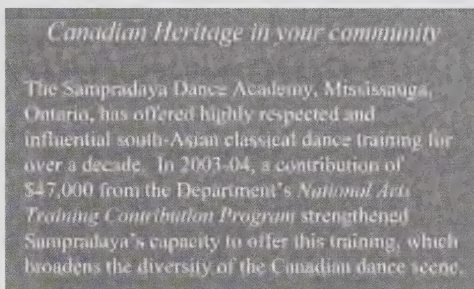 Canadian Heritage in your community
The Sampradaya Dance Academy, Mississauga,
Ontario, has offered highly respected and
influential south-Asian classical dance training for
over a decade. In 2003-04, a contribution of
$47,000 from the Department's National Arts
Training Contribution Program strengthened
Sampradaya's capacity to offer this training, which
broadens the diversity of the Canadian dance scene.